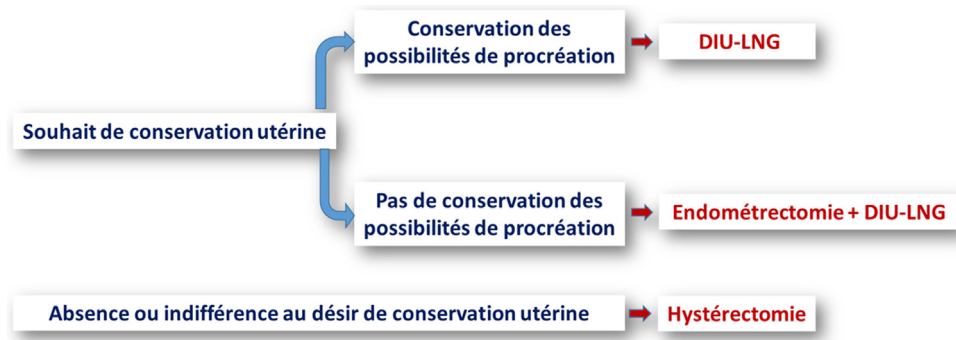 Conservation des
possibilités de procréation
DIU-LNG
Souhait de conservation utérine
Pas de conservation des
possibilités de procréation
Endométrectomie + DIU-LNG
Absence ou indifférence au désir de conservation utérine
Hystérectomie